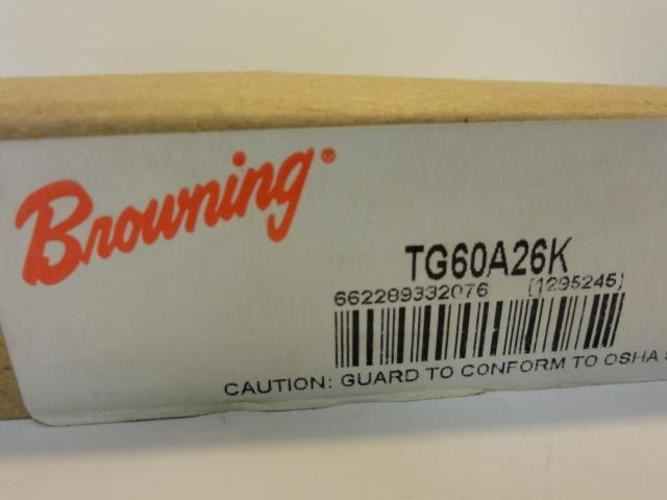 Browning®
TG60A26K
662289332076 (1295245)
CAUTION: GUARD TO CONFORM TO OSHA